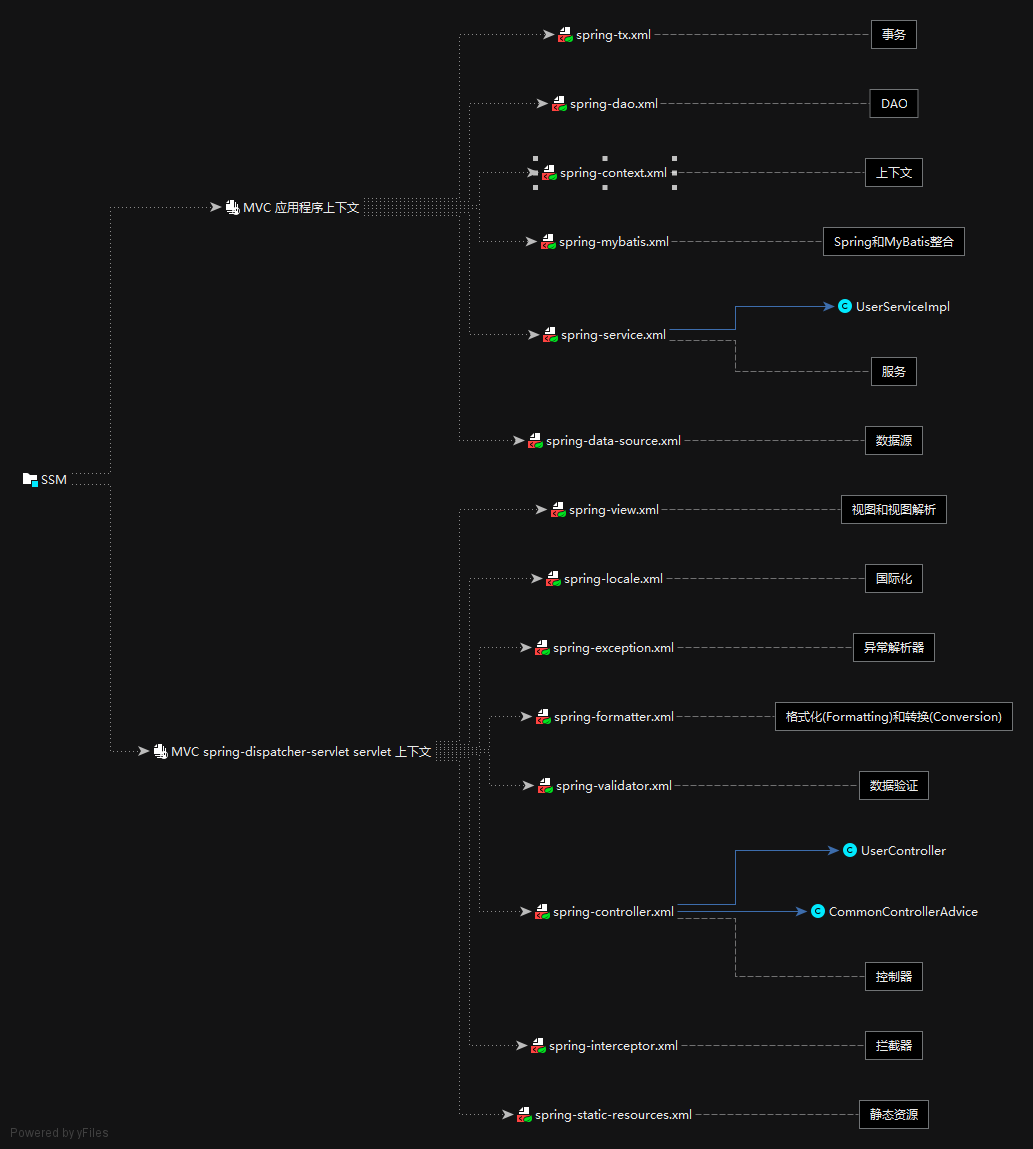 spring-tx.xml 事务
spring-dao.xml DAO
spring-context.xml 上下文
MVC 应用程序上下文
spring-mybatis.xml Spring和MyBatis整合
UserServiceImpl
spring-service.xml
服务
spring-data-source.xml 数据源
SSM
spring-view.xml 视图和视图解析
spring-locale.xml 国际化
spring-exception.xml 异常解析器
spring-formatter.xml 格式化(Formatting)和转换(Conversion)
MVC spring-dispatcher-servlet servlet 上下文
spring-validator.xml 数据验证
UserController
spring-controller.xml CommonControllerAdvice
控制器
spring-interceptor.xml 拦截器
spring-static-resources.xml 静态资源
Powered by yFiles